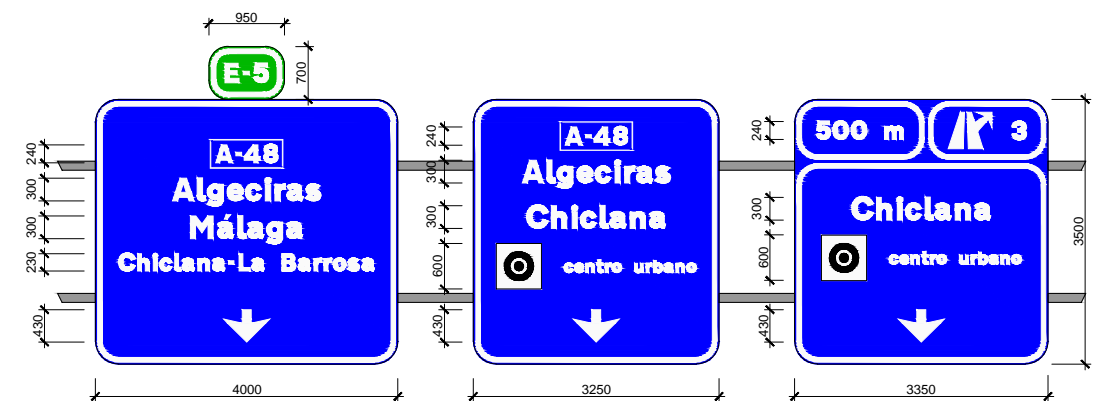 950
E-5
700
A-48
Algeciras
Málaga
Chiclana-La Barrosa
240
300
300
230
430
4000
A-48
Algeciras
Chiclana
centro urbano
240
300
300
600
430
3250
500 m
3
Chiclana
centro urbano
240
300
600
430
3500
3350